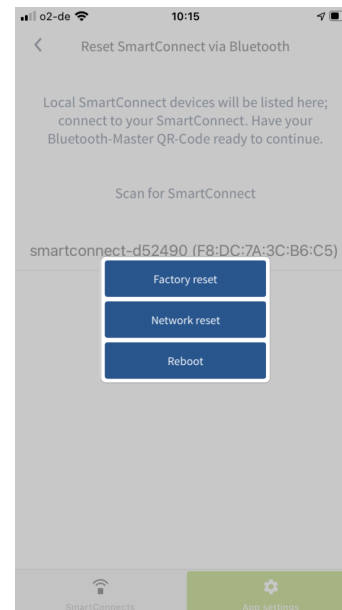 o2-de 10:15
Reset SmartConnect via Bluetooth
Local SmartConnect devices will be listed here;
connect to your SmartConnect. Have your
Bluetooth-Master QR-Code ready to continue.
Scan for SmartConnect
smartconnect-d52490 (F8:DC:7A:3C:B6:C5)
Factory reset
Network reset
Reboot
SmartConnects App settings